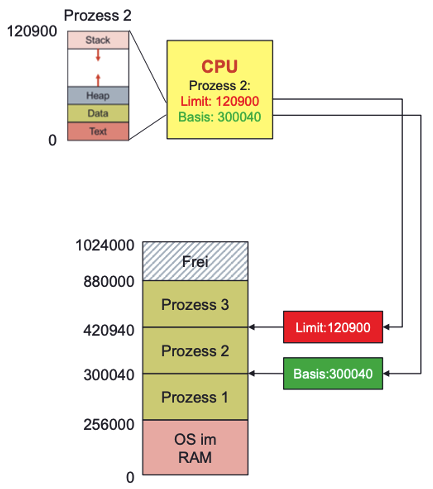 Prozess 2
120900
Stack
Heap
Data
Text
0
CPU
Prozess 2:
Limit: 120900
Basis: 300040
1024000
Frei
880000
Prozess 3
420940
Limit:120900
Prozess 2
300040
Basis:300040
Prozess 1
256000
OS im
RAM
0